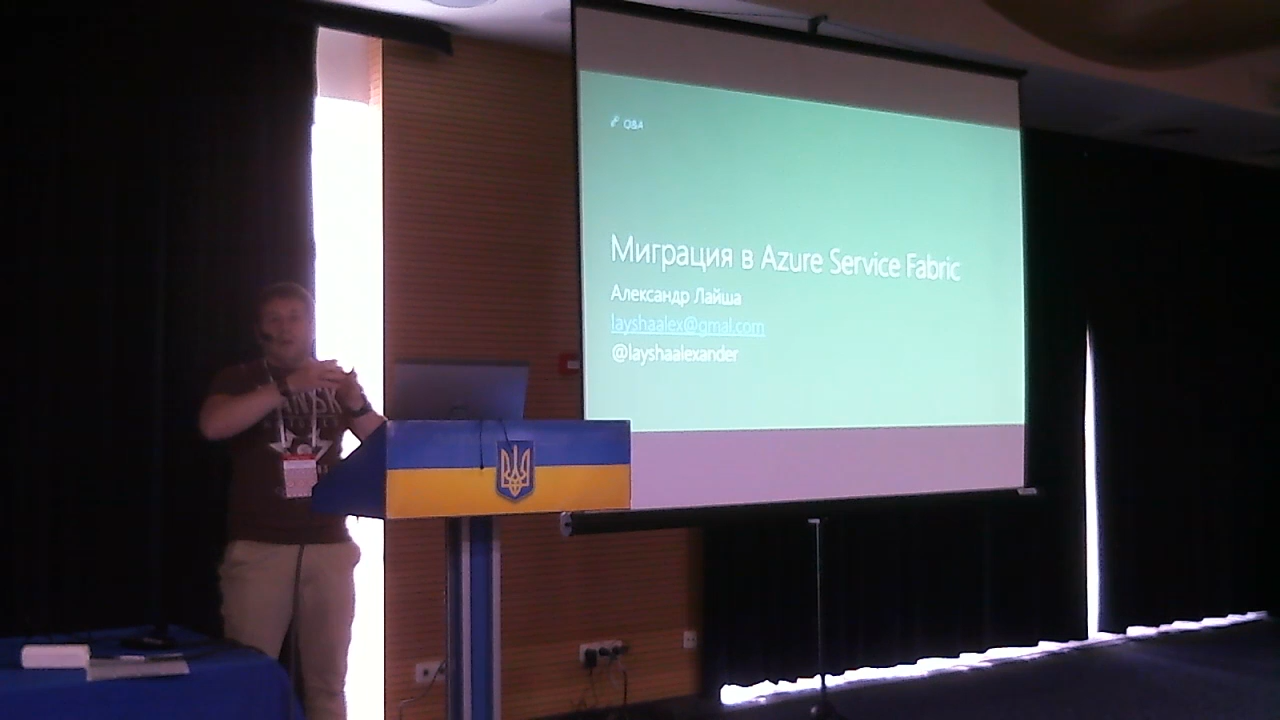 Q&A
Миграция в Azure Service Fabric
Александр Лайша
layshaalex@gmal.com
@layshaalexander